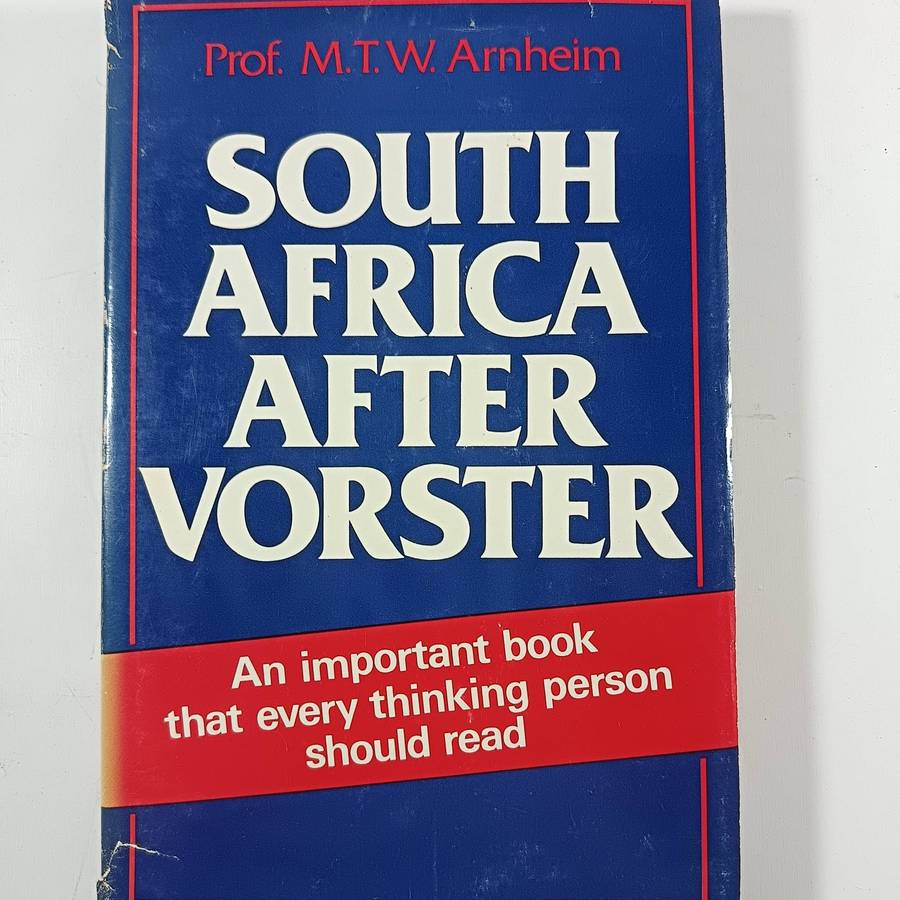 Prof. M.T.W. Arnheim
SOUTH
AFRICA
AFTER
VORSTER
An important book
that every thinking person
should read